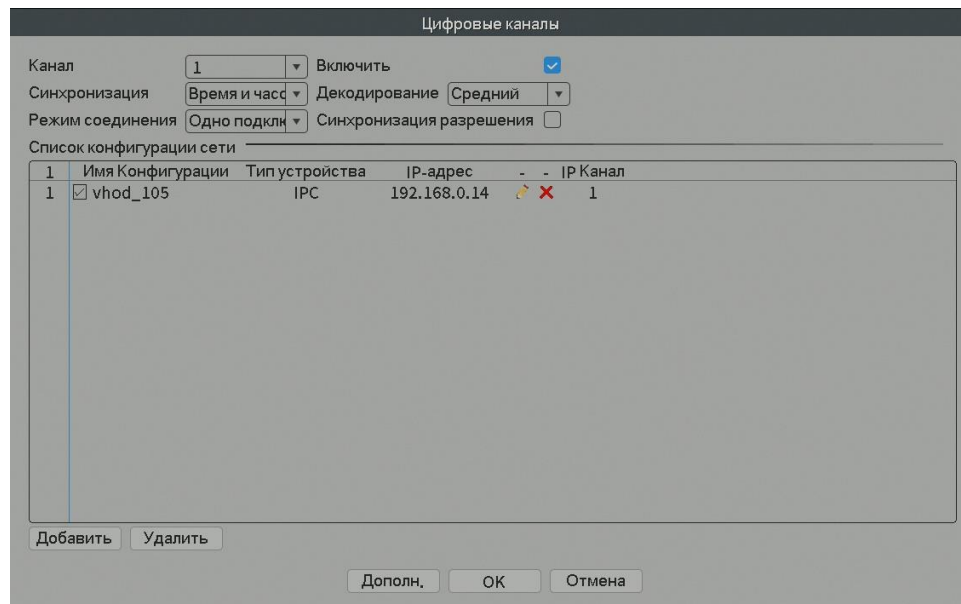 Цифровые каналы
Канал 1 Включить
Синхронизация Время и часс Декодирование Средний
Режим соединения Одно подклк Синхронизация разрешения
Список конфигурации сети
1 Имя Конфигурации Тип устройства IP-адрес - - IP Канал
1 vhod_105 IPC 192.168.0.14 1
Добавить Удалить
Дополн. OK Отмена